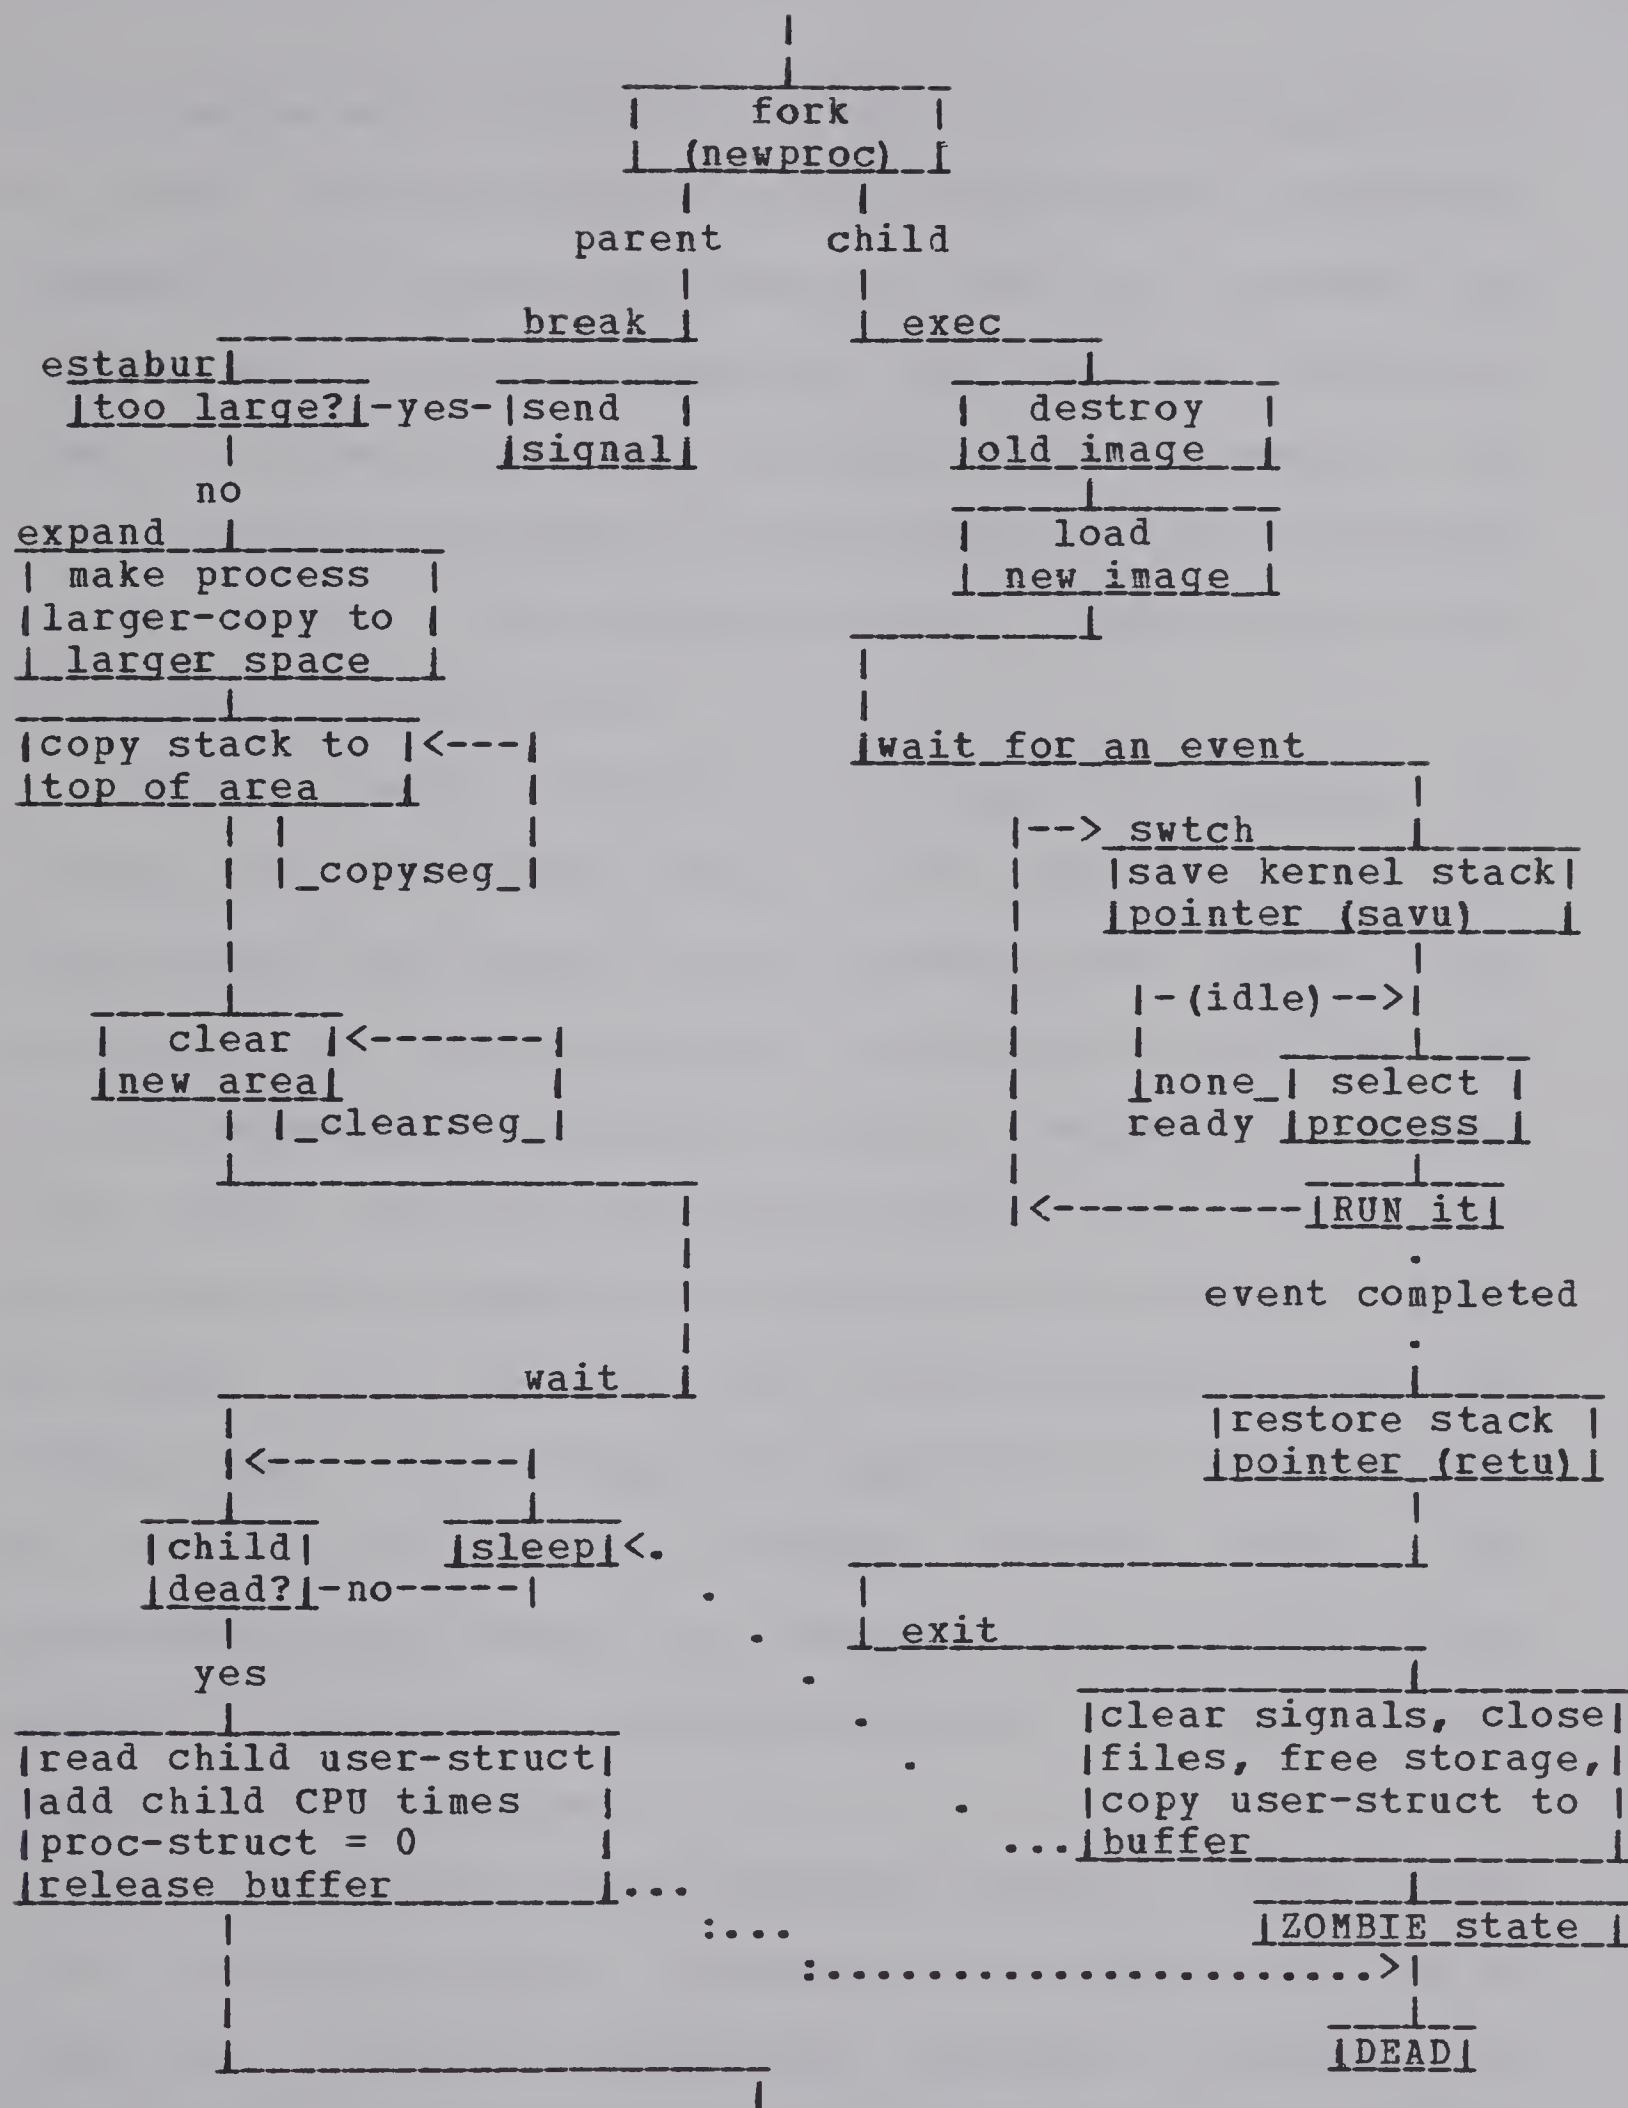 fork
(newproc)
parent child
break exec
estabur
too large? -yes- send
signal
destroy
old image
no
expand
load
new image
make process
larger-copy to
larger space
copy stack to <---
top of area
wait for an event
--> swtch
_copyseg_
save kernel stack
pointer (savu)
-(idle)-->
clear <-------
new area
_clearseg_
none_ select
ready process
<----------- RUN it
event completed
wait
restore stack
pointer (retu)
<-----------
child
dead? -no-----
sleep <.
exit
yes
read child user-struct
add child CPU times
proc-struct = 0
release buffer ...
clear signals, close
files, free storage,
copy user-struct to
... buffer
ZOMBIE state
:....
:.......................>
DEAD